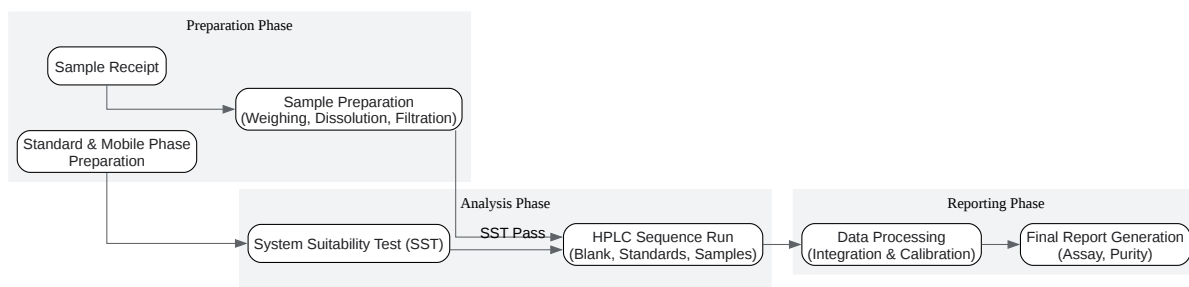 Preparation Phase
Sample Receipt
Sample Preparation
(Weighing, Dissolution, Filtration)
Standard & Mobile Phase
Preparation
Analysis Phase
System Suitability Test (SST)
SST Pass
HPLC Sequence Run
(Blank, Standards, Samples)
Reporting Phase
Data Processing
(Integration & Calibration)
Final Report Generation
(Assay, Purity)